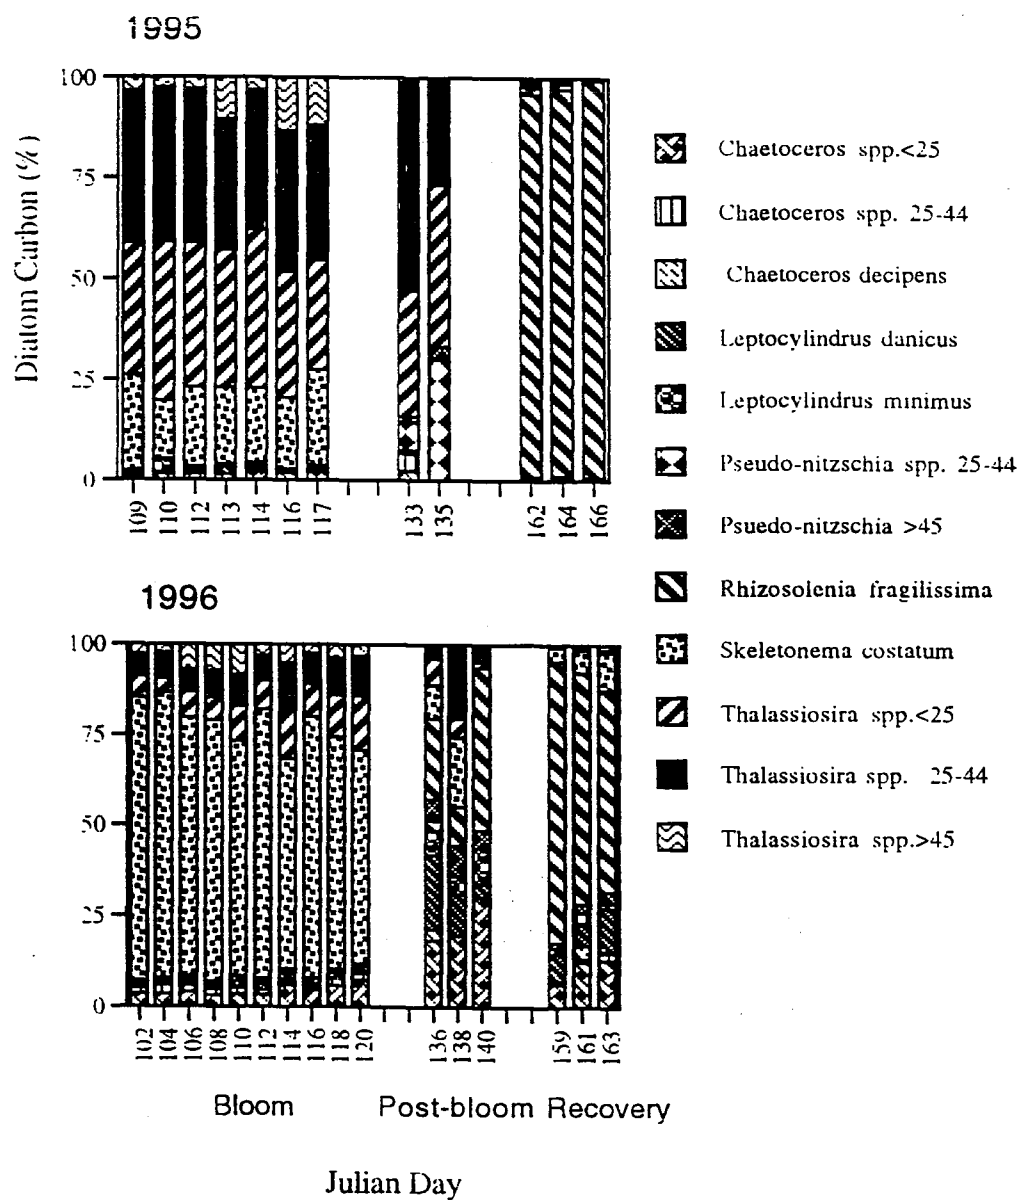 1995
Diatom Carbon (%)
100
75
50
25
0
109 110 112 113 114 116 117 133 135 162 164 166
Chaetoceros spp.<25
Chaetoceros spp. 25-44
Chaetoceros decipens
Leptocylindrus danicus
Leptocylindrus minimus
Pseudo-nitzschia spp. 25-44
Psuedo-nitzschia >45
Rhizosolenia fragilissima
Skeletonema costatum
Thalassiosira spp.<25
Thalassiosira spp. 25-44
Thalassiosira spp.>45
1996
100
75
50
25
0
102 104 106 108 110 112 114 116 118 120 136 138 140 159 161 163
Bloom Post-bloom Recovery
Julian Day